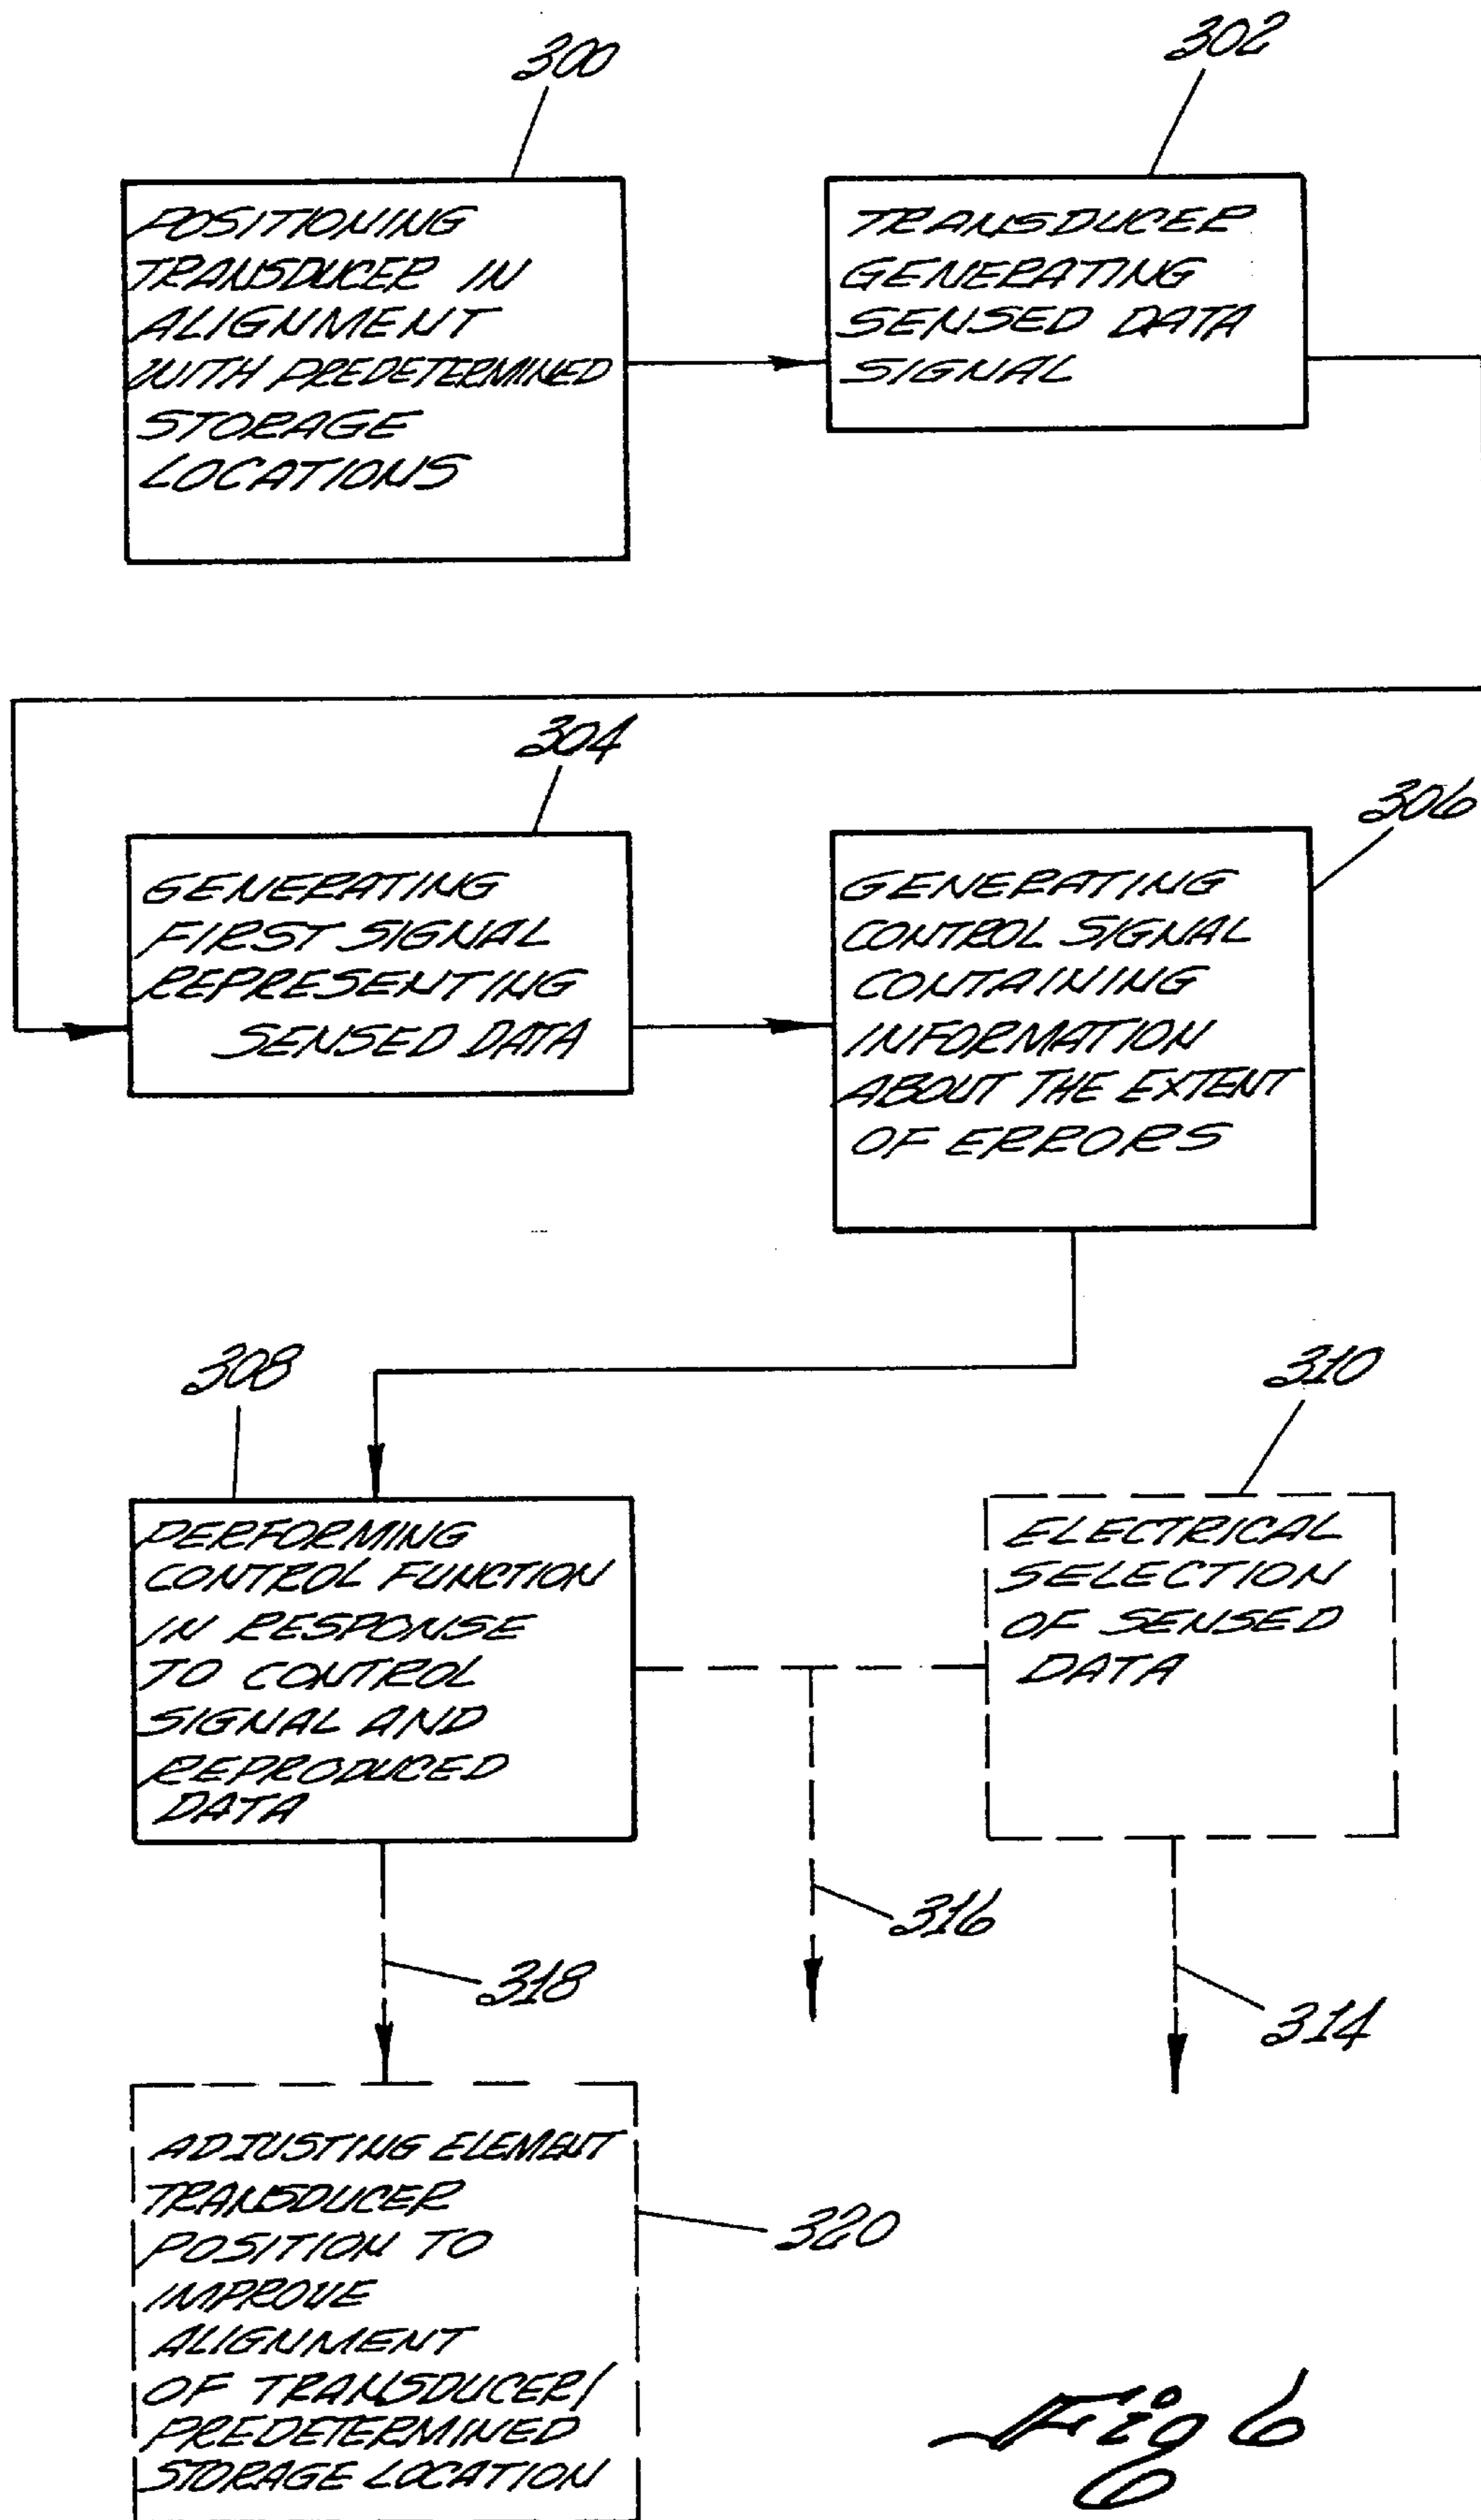 300
302
POSITIONING
TRANSDUCER IN
ALIGNMENT
WITH PREDETERMINED
STORAGE
LOCATIONS
TRANSDUCER
GENERATING
SENSED DATA
SIGNAL
304
306
GENERATING
FIRST SIGNAL
REPRESENTING
SENSED DATA
GENERATING
CONTROL SIGNAL
CONTAINING
INFORMATION
ABOUT THE EXTENT
OF ERRORS
308
310
PERFORMING
CONTROL FUNCTION
IN RESPONSE
TO CONTROL
SIGNAL AND
REPRODUCED
DATA
ELECTRICAL
SELECTION
OF SENSED
DATA
316
318
314
ADJUSTING ELEMENT
TRANSDUCER
POSITION TO
IMPROVE
ALIGNMENT
OF TRANSDUCER/
PREDETERMINED
STORAGE LOCATION
320
Fig 6